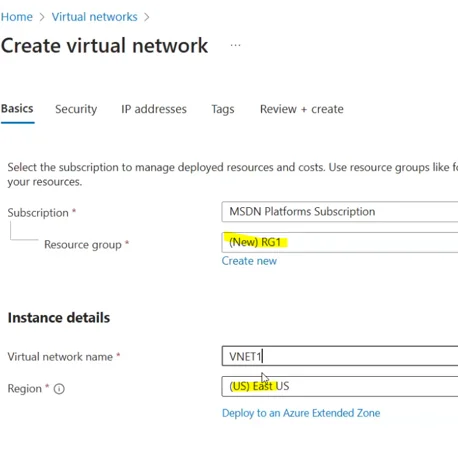 Home > Virtual networks >
Create virtual network ...
Basics Security IP addresses Tags Review + create
Select the subscription to manage deployed resources and costs. Use resource groups like
your resources.
Subscription * MSDN Platforms Subscription
Resource group * (New) RG1
Create new
Instance details
Virtual network name * VNET1
Region * (US) East US
Deploy to an Azure Extended Zone